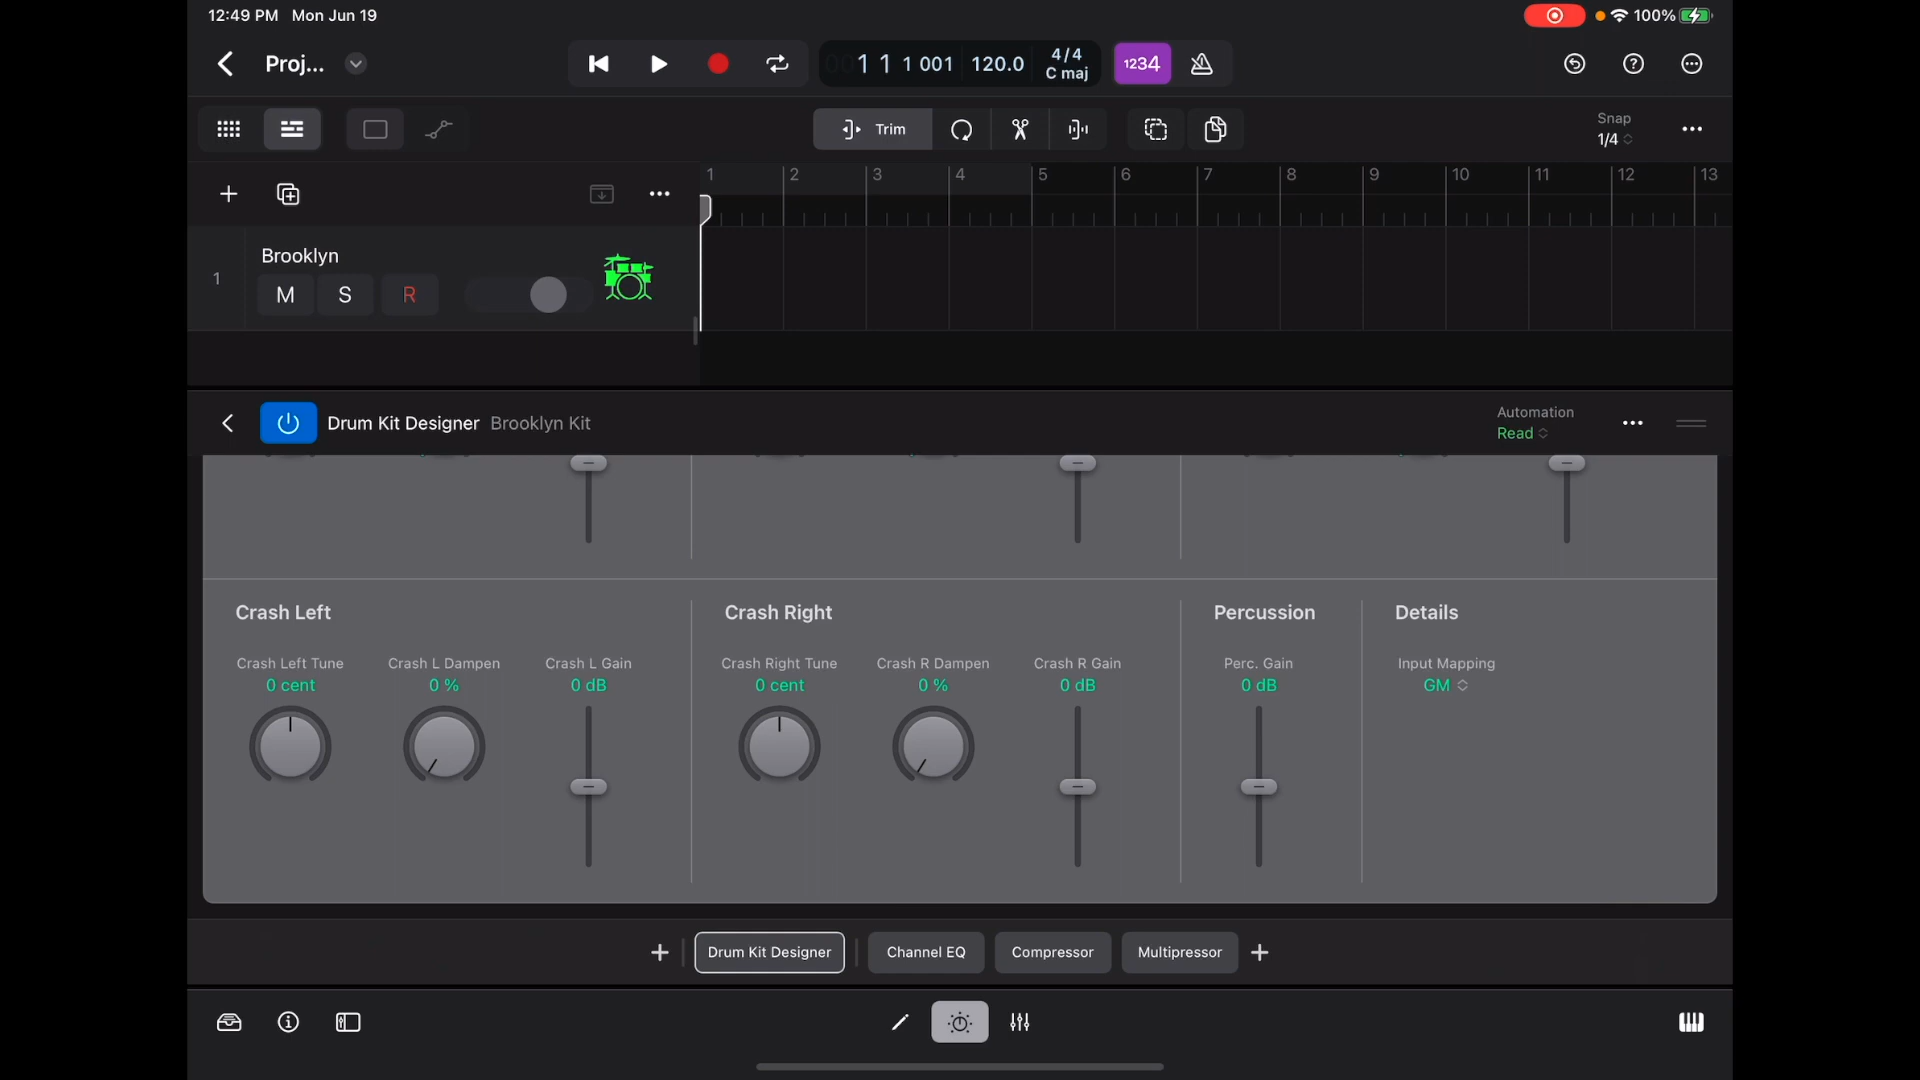 12:49 PM Mon Jun 19
100%
Proj...
001 1 1 001
120.0
4/4
C maj
1234
Trim
Snap
1/4
1 2 3 4 5 6 7 8 9 10 11 12 13
1
Brooklyn
M S R
Drum Kit Designer Brooklyn Kit
Automation
Read
Crash Left
Crash Left Tune
0 cent
Crash L Dampen
0 %
Crash L Gain
0 dB
Crash Right
Crash Right Tune
0 cent
Crash R Dampen
0 %
Crash R Gain
0 dB
Percussion
Perc. Gain
0 dB
Details
Input Mapping
GM
Drum Kit Designer
Channel EQ
Compressor
Multipressor